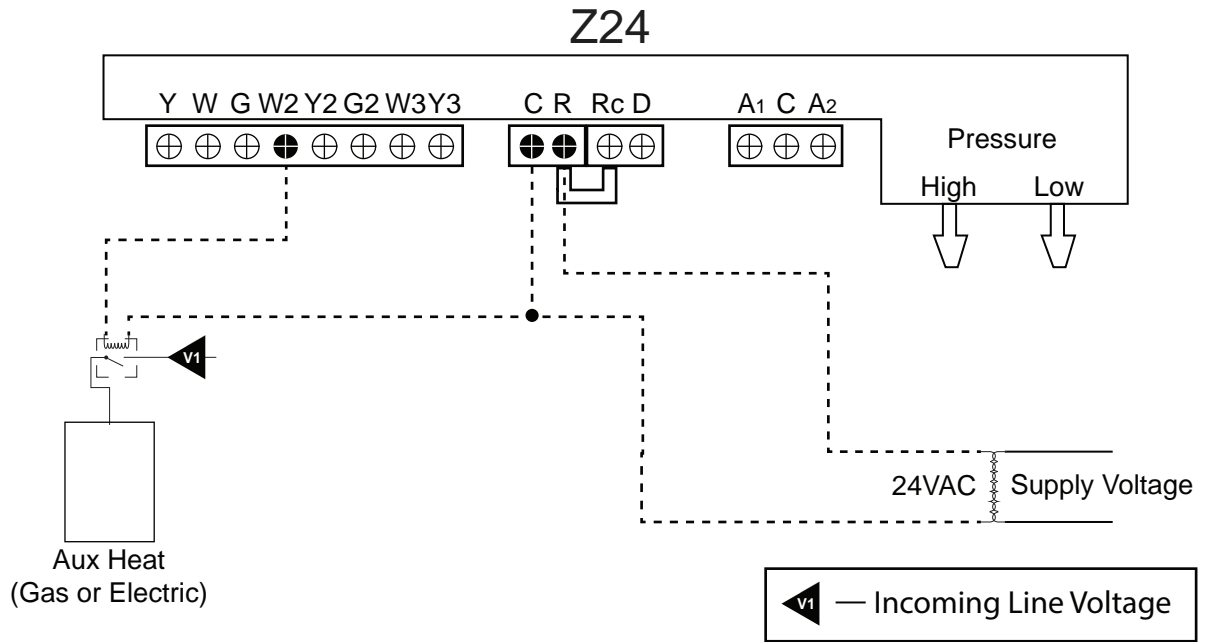 Z24
Y W G W2 Y2 G2 W3 Y3 C R Rc D A1 C A2
Pressure
High Low
V1
24VAC Supply Voltage
Aux Heat
(Gas or Electric)
V1 — Incoming Line Voltage